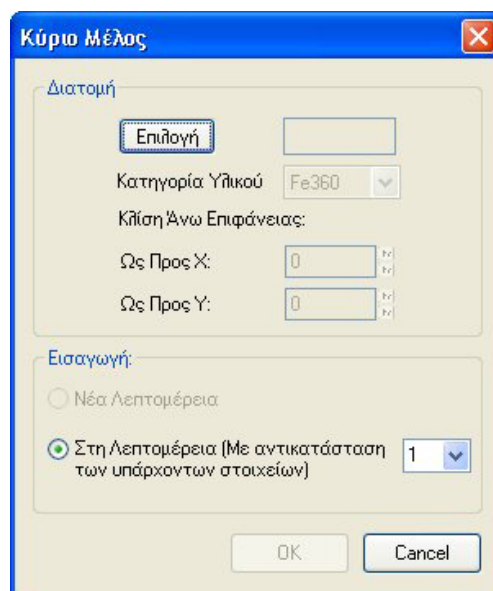 Κύριο Μέλος
Διατομή
Επιλογή
Κατηγορία Υλικού Fe360
Κλίση Άνω Επιφάνειας:
Ως Προς Χ: 0
Ως Προς Υ: 0
Εισαγωγή:
Νέα Λεπτομέρεια
Στη Λεπτομέρεια (Με αντικατάσταση 1
των υπάρχοντων στοιχείων)
OK Cancel